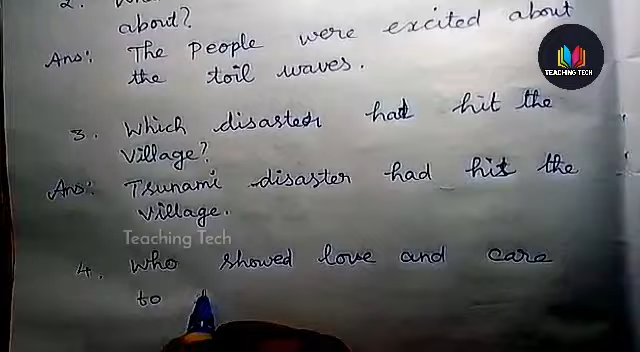 2.
about?
Ans: The people were excited about
the toil waves.
TEACHING TECH
3. Which disaster had hit the
village?
Ans: Tsunami disaster had hit the
village.
Teaching Tech
4. Who showed love and care
to